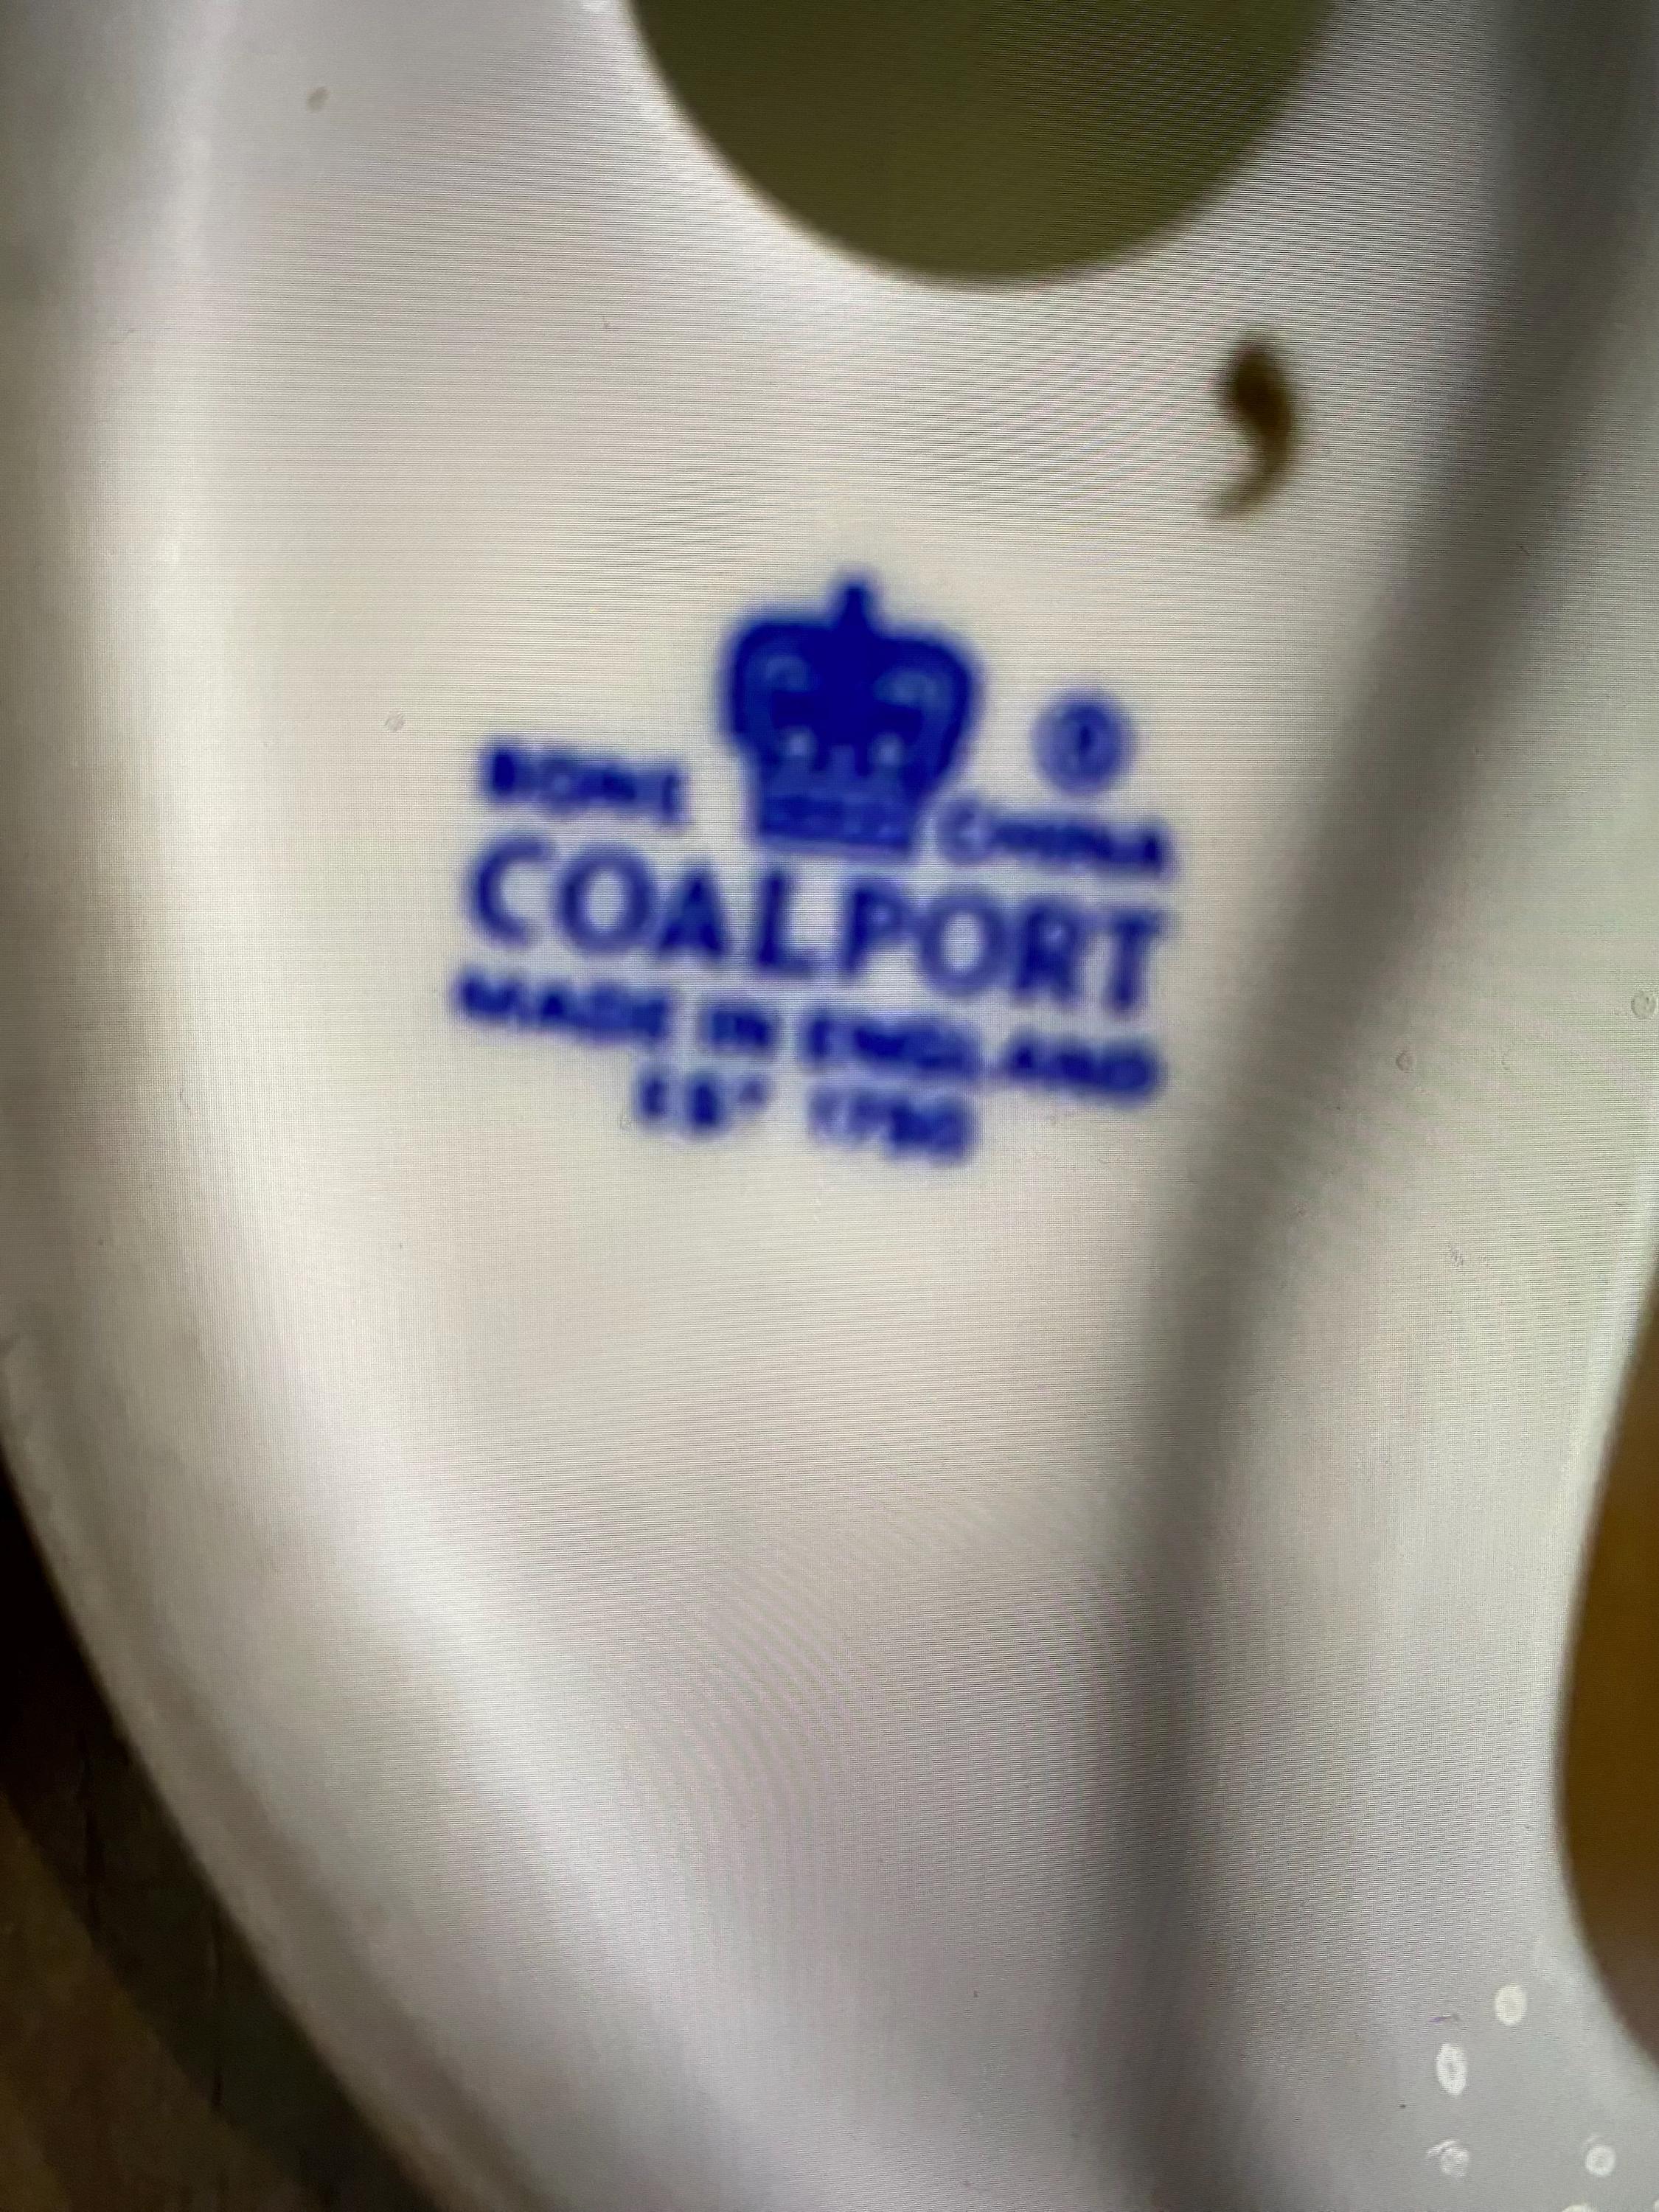 BONE CHINA ®
COALPORT
MADE IN ENGLAND
EST 1750